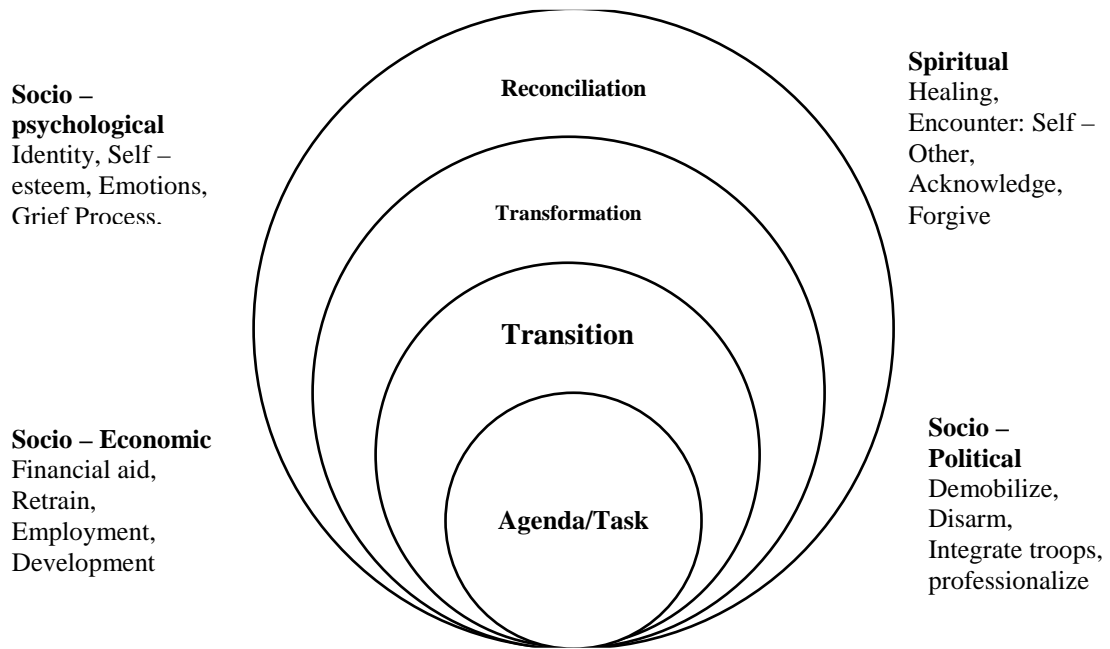 Socio –
psychological
Identity, Self –
esteem, Emotions,
Grief Process.
Reconciliation
Spiritual
Healing,
Encounter: Self –
Other,
Acknowledge,
Forgive
Transformation
Transition
Socio – Economic
Financial aid,
Retrain,
Employment,
Development
Agenda/Task
Socio –
Political
Demobilize,
Disarm,
Integrate troops,
professionalize